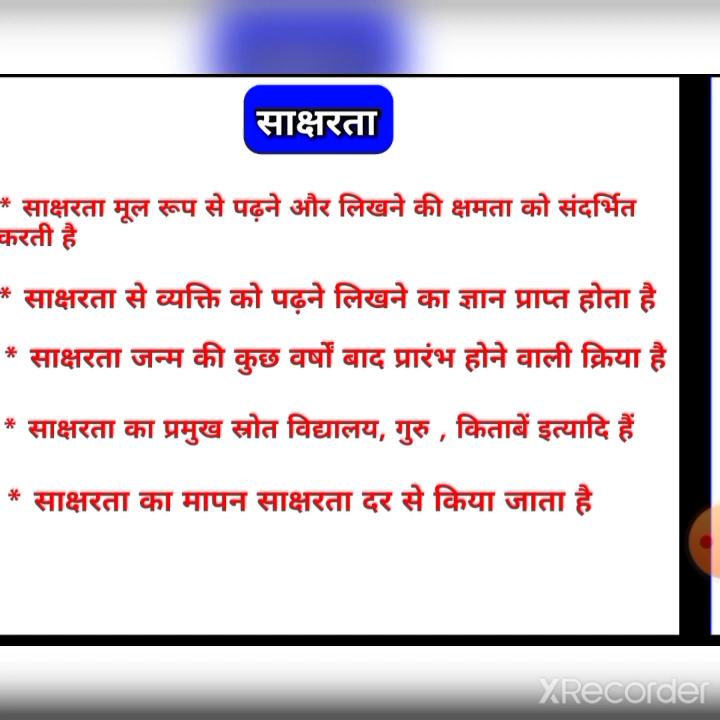 साक्षरता
* साक्षरता मूल रूप से पढ़ने और लिखने की क्षमता को संदर्भित
करती है
* साक्षरता से व्यक्ति को पढ़ने लिखने का ज्ञान प्राप्त होता है
* साक्षरता जन्म की कुछ वर्षों बाद प्रारंभ होने वाली क्रिया है
* साक्षरता का प्रमुख स्रोत विद्यालय, गुरु , किताबें इत्यादि हैं
* साक्षरता का मापन साक्षरता दर से किया जाता है
XRecorder